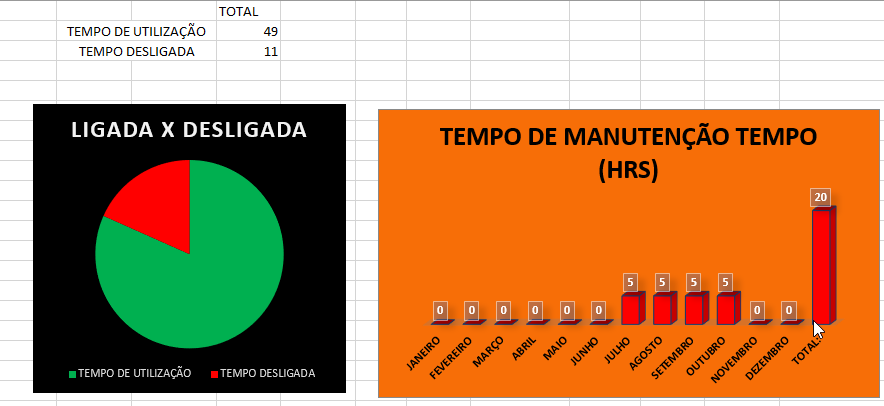 TOTAL
TEMPO DE UTILIZAÇÃO 49
TEMPO DESLIGADA 11
LIGADA X DESLIGADA
TEMPO DE UTILIZAÇÃO TEMPO DESLIGADA
TEMPO DE MANUTENÇÃO TEMPO
(HRS)
0 0 0 0 0 0 5 5 5 5 0 0 20
JANEIRO FEVEREIRO MARÇO ABRIL MAIO JUNHO JULHO AGOSTO SETEMBRO OUTUBRO NOVEMBRO DEZEMBRO TOTAL: